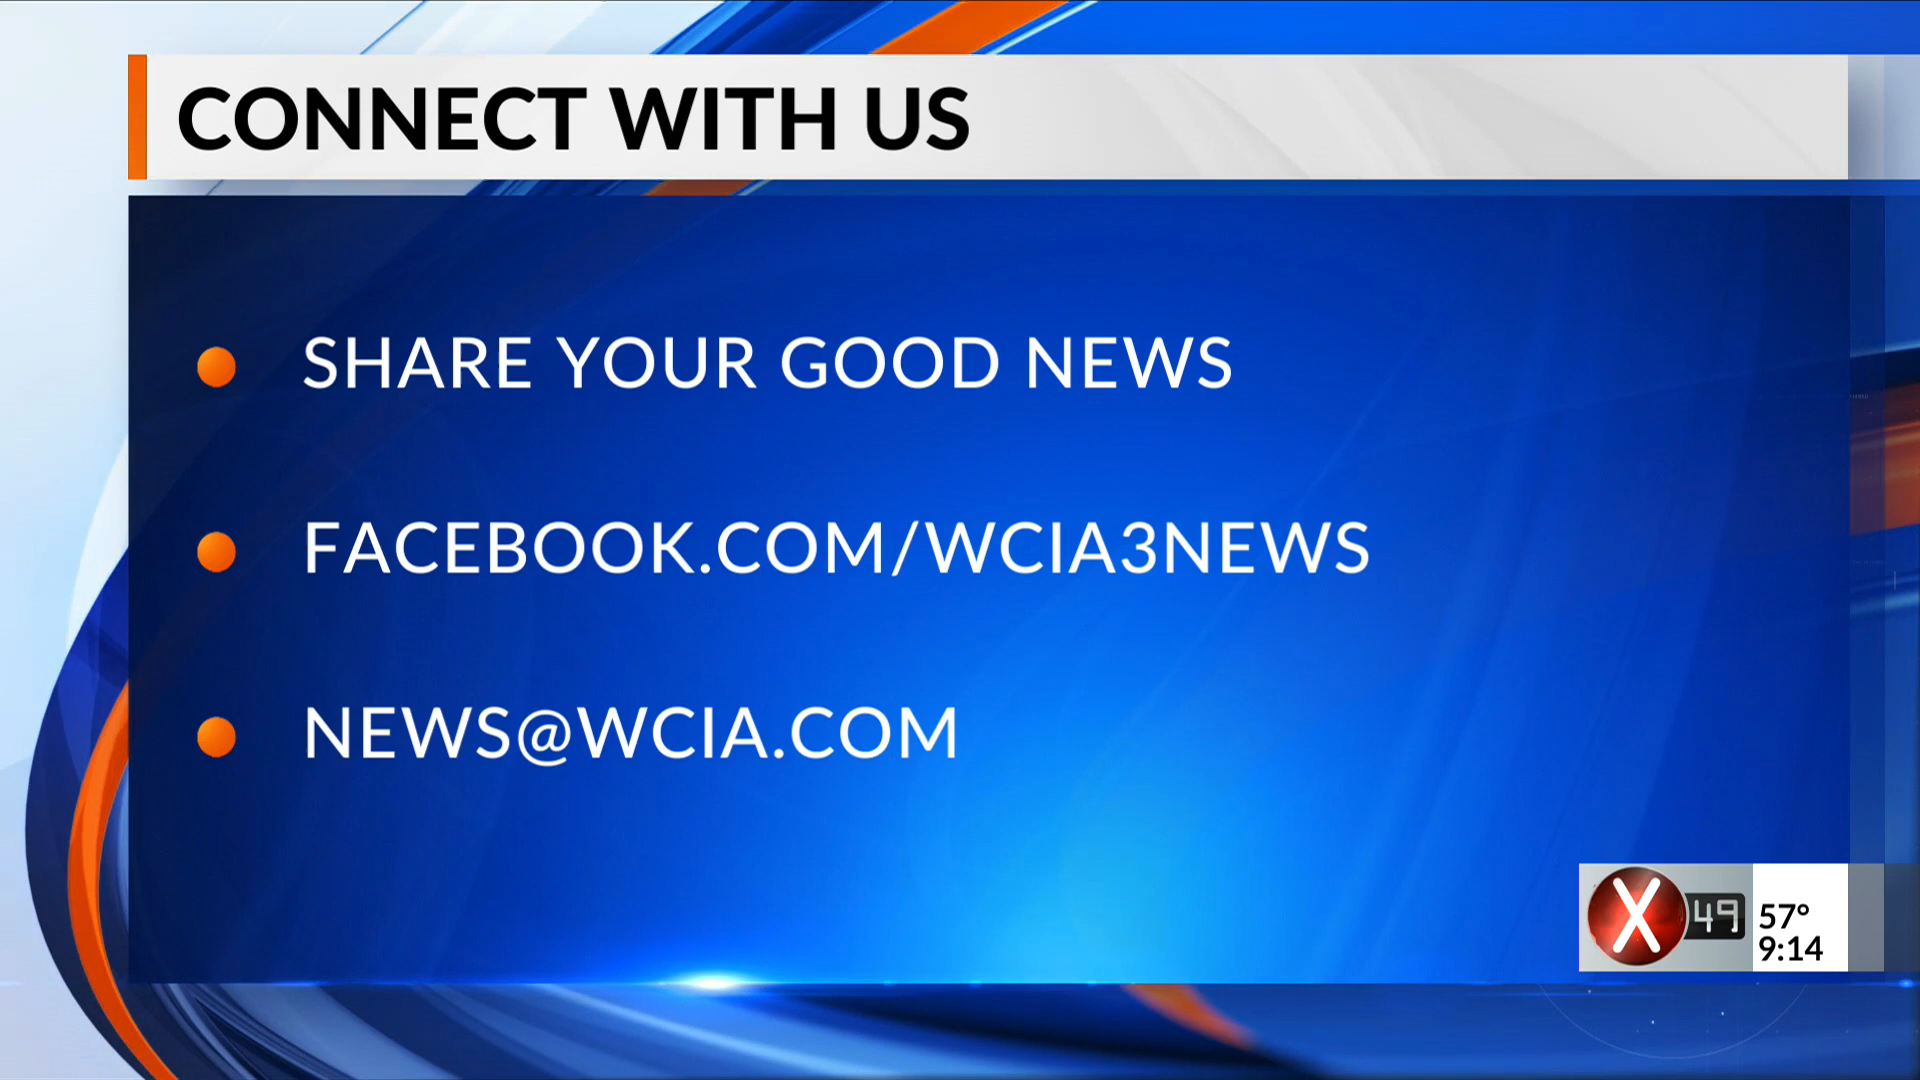 CONNECT WITH US
SHARE YOUR GOOD NEWS
FACEBOOK.COM/WCIA3NEWS
NEWS@WCIA.COM
X 49
57°
9:14